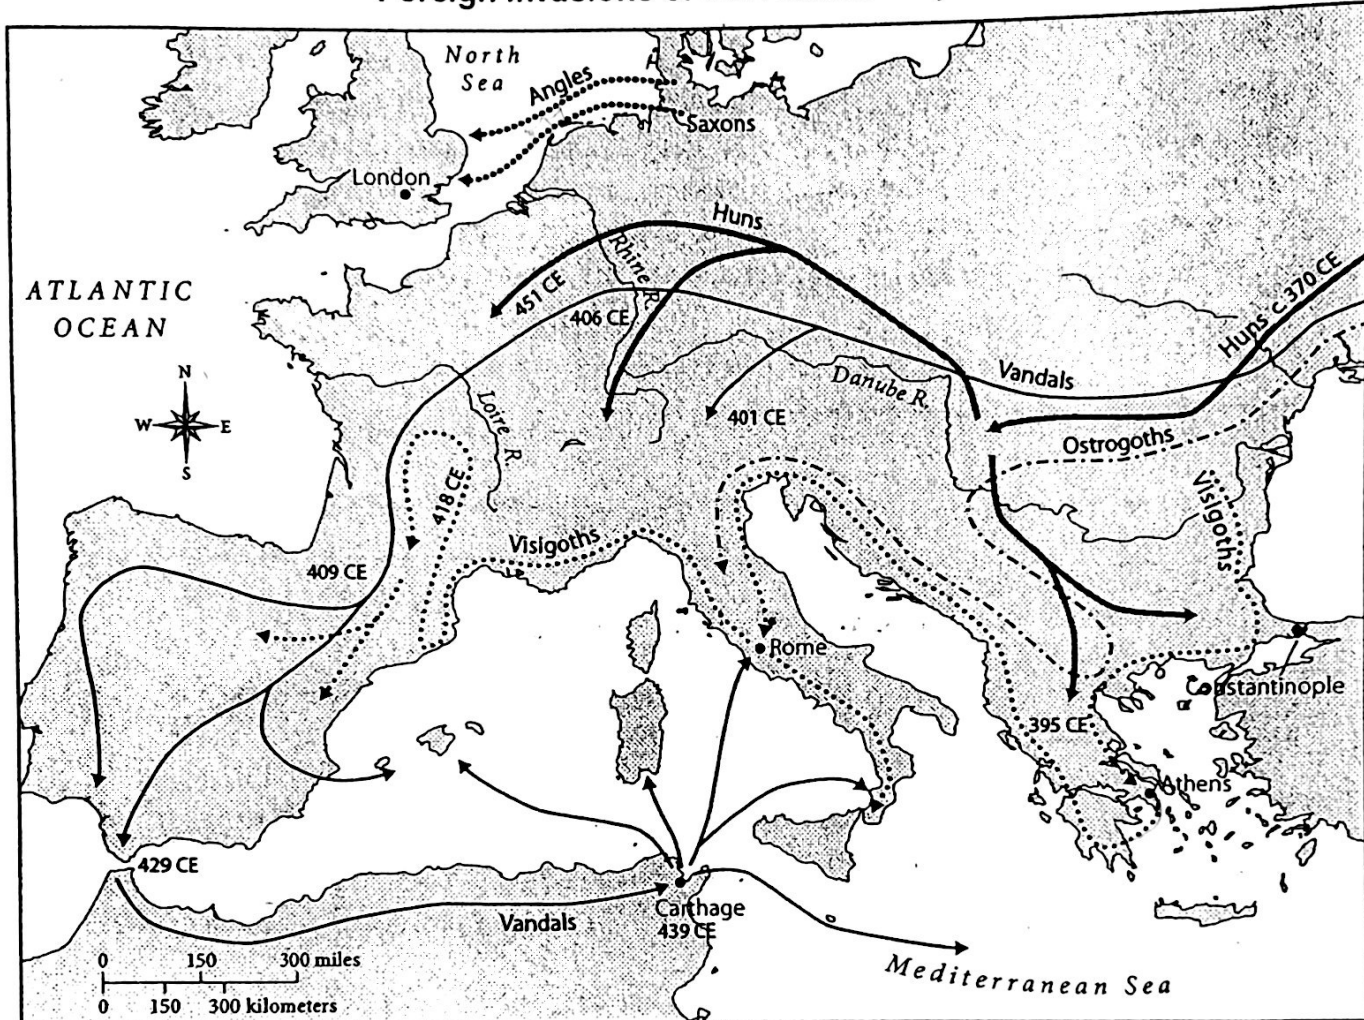 North
Sea
Angles
Saxons
London
Huns
Rhine R.
451 CE
406 CE
ATLANTIC
OCEAN
Huns c.370 CE
N
W E
S
Vandals
Danube R.
Loire R.
401 CE
Ostrogoths
418 CE
Visigoths
Visigoths
409 CE
Rome
Constantinople
395 CE
Athens
429 CE
Vandals
Carthage
439 CE
0 150 300 miles
0 150 300 kilometers
Mediterranean Sea